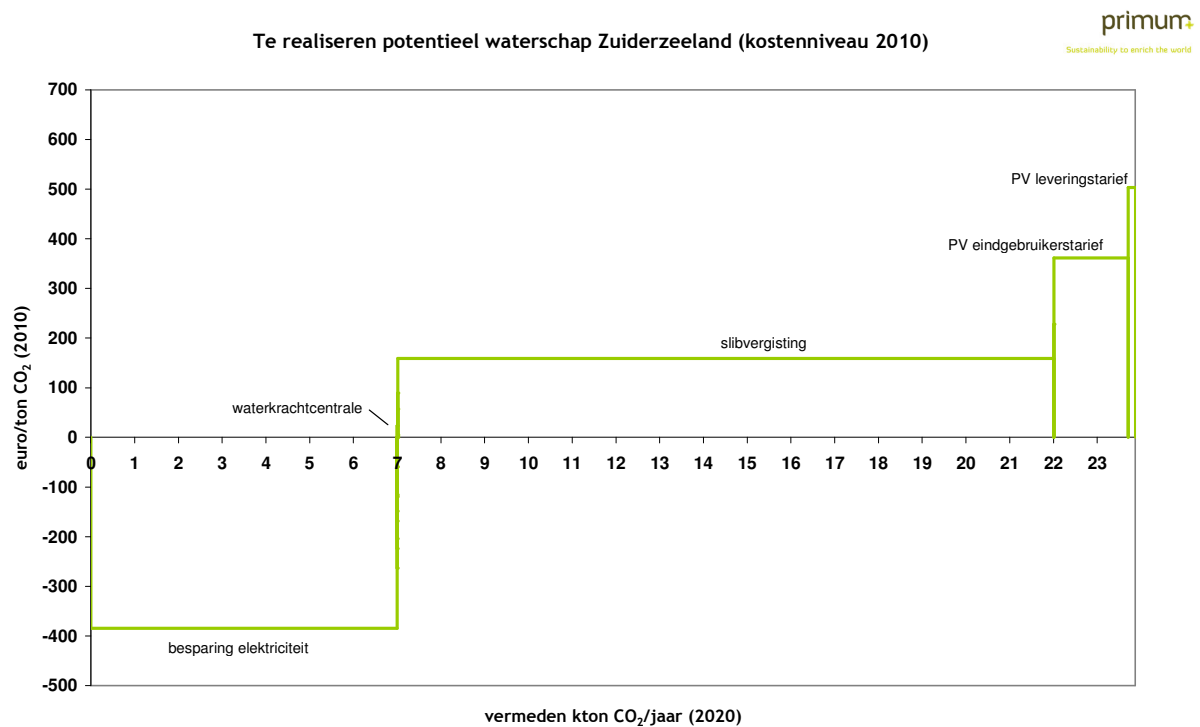 primum+
Sustainability to enrich the world
Te realiseren potentieel waterschap Zuiderzeeland (kostenniveau 2010)
700
600
500
400
300
200
100
0
-100
-200
-300
-400
-500
euro/ton CO₂ (2010)
PV leveringstarief
PV eindgebruikerstarief
slibvergisting
waterkrachtcentrale
0 1 2 3 4 5 6 7 8 9 10 11 12 13 14 15 16 17 18 19 20 21 22 23
besparing elektriciteit
vermeden kton CO₂/jaar (2020)